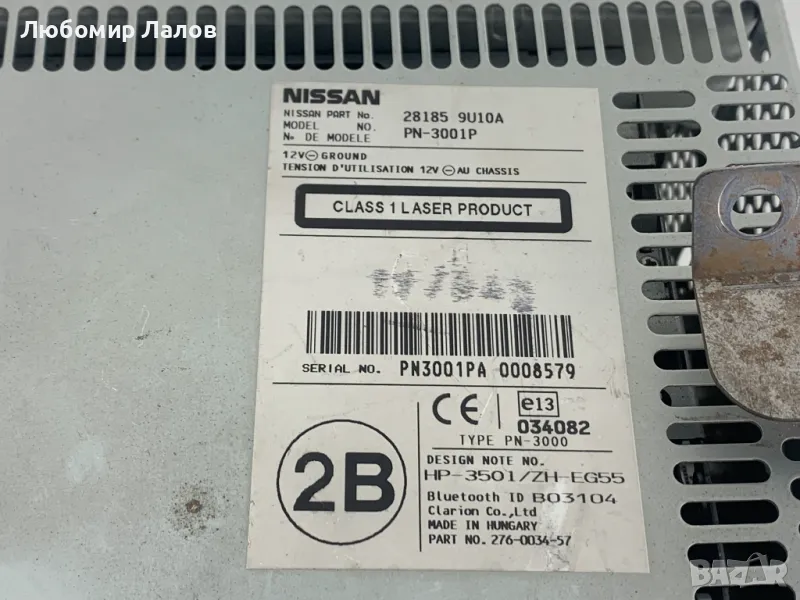 Любомир Лалов
NISSAN
NISSAN PART No. 28185 9U10A
MODEL NO. PN-3001P
No DE MODELE
12V⊖GROUND
TENSION D'UTILISATION 12V ⊖AU CHASSIS
CLASS 1 LASER PRODUCT
SERIAL NO. PN3001PA 0008579
CE e13
034082
TYPE PN-3000
2B
DESIGN NOTE NO.
HP-3501/ZH-EG55
Bluetooth ID B03104
Clarion Co.,Ltd
MADE IN HUNGARY
PART NO. 276-0034-57
BAZAR